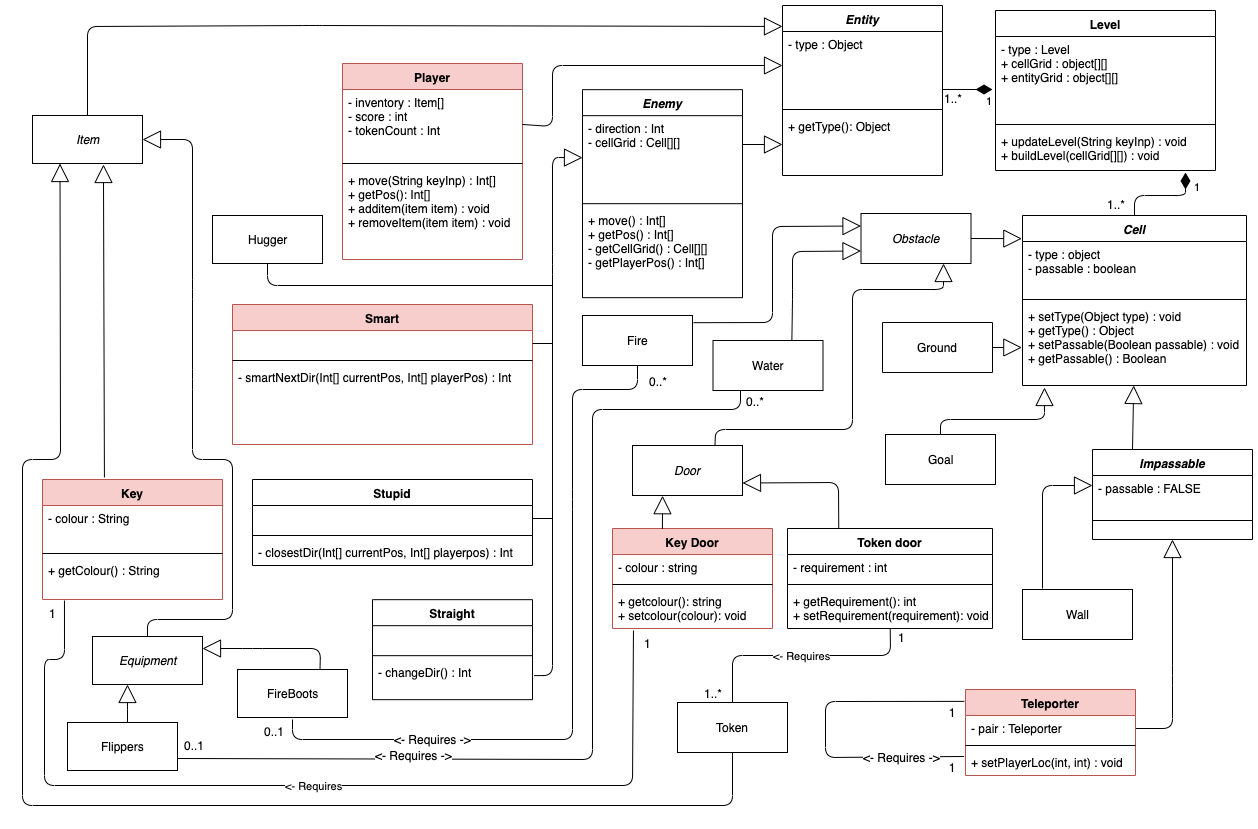 Entity
- type : Object
+ getType(): Object
Level
- type : Level
+ cellGrid : object[][]
+ entityGrid : object[][]
+ updateLevel(String keyInp) : void
+ buildLevel(cellGrid[][]) : void
1..*
1
1
1..*
Player
- inventory : Item[]
- score : int
- tokenCount : Int
+ move(String keyInp) : Int[]
+ getPos(): Int[]
+ additem(item item) : void
+ removeItem(item item) : void
Enemy
- direction : Int
- cellGrid : Cell[][]
+ move() : Int[]
+ getPos() : Int[]
- getCellGrid() : Cell[][]
- getPlayerPos() : Int[]
Item
Hugger
Obstacle
Cell
- type : object
- passable : boolean
+ setType(Object type) : void
+ getType() : Object
+ setPassable(Boolean passable) : void
+ getPassable() : Boolean
Smart
- smartNextDir(Int[] currentPos, Int[] playerPos) : Int
Fire
0..*
Water
0..*
Ground
Goal
Door
Impassable
- passable : FALSE
Key
- colour : String
+ getColour() : String
1
Stupid
- closestDir(Int[] currentPos, Int[] playerpos) : Int
Key Door
- colour : string
+ getcolour(): string
+ setcolour(colour): void
1
Token door
- requirement : int
+ getRequirement(): int
+ setRequirement(requirement): void
1
Wall
Straight
- changeDir() : Int
Equipment
FireBoots
0..1
Flippers
0..1
<- Requires
1..*
Token
Teleporter
- pair : Teleporter
+ setPlayerLoc(int, int) : void
1
1
<- Requires ->
<- Requires ->
<- Requires ->
<- Requires